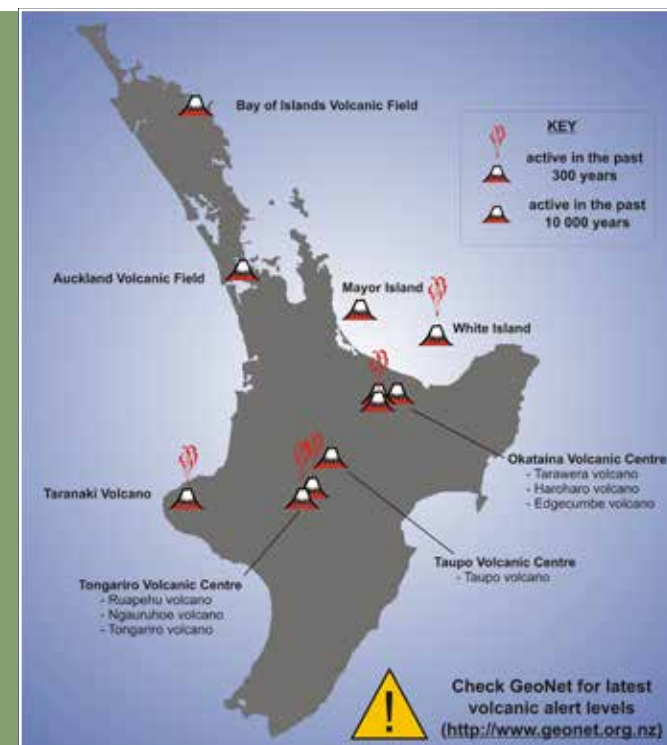 Bay of Islands Volcanic Field
KEY
active in the past
300 years
active in the past
10 000 years
Auckland Volcanic Field
Mayor Island
White Island
Okataina Volcanic Centre
- Tarawera volcano
- Haroharo volcano
- Edgecumbe volcano
Taranaki Volcano
Taupo Volcanic Centre
- Taupo volcano
Tongariro Volcanic Centre
- Ruapehu volcano
- Ngauruhoe volcano
- Tongariro volcano
!
Check GeoNet for latest
volcanic alert levels
(http://www.geonet.org.nz)